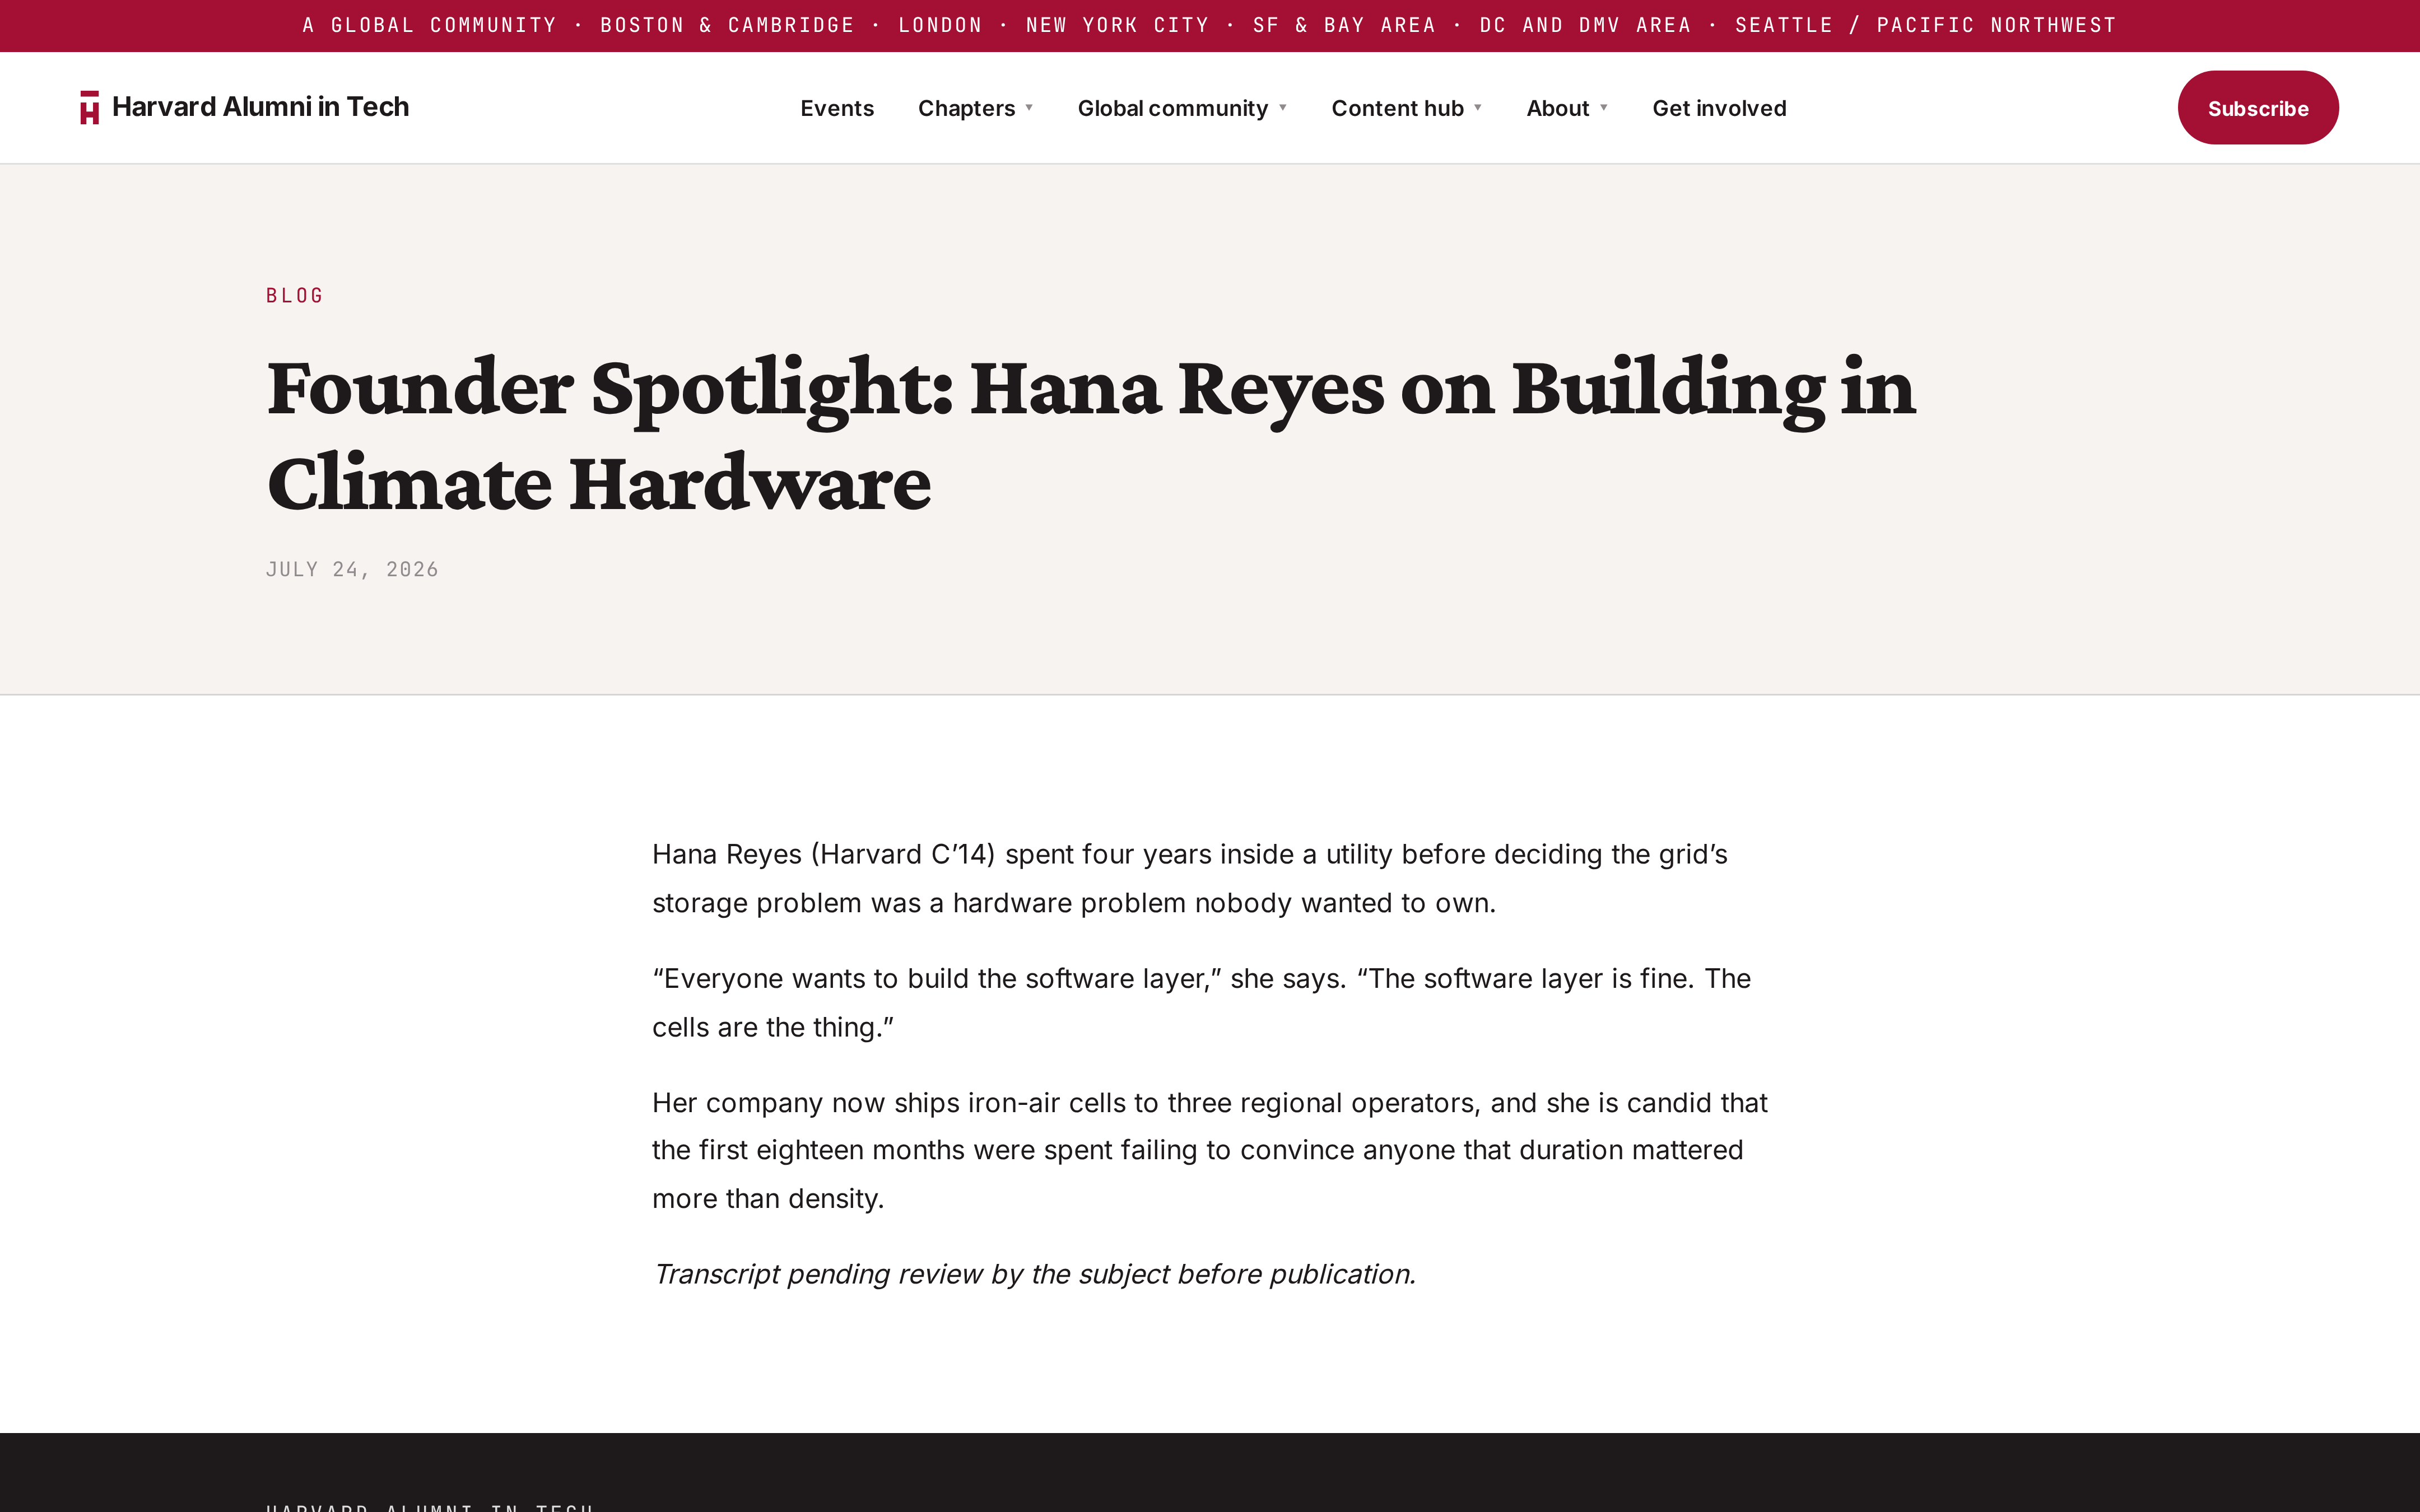 A GLOBAL COMMUNITY · BOSTON & CAMBRIDGE · LONDON · NEW YORK CITY · SF & BAY AREA · DC AND DMV AREA · SEATTLE / PACIFIC NORTHWEST
Harvard Alumni in Tech
Events Chapters Global community Content hub About Get involved
Subscribe
BLOG
Founder Spotlight: Hana Reyes on Building in
Climate Hardware
JULY 24, 2026
Hana Reyes (Harvard C’14) spent four years inside a utility before deciding the grid’s
storage problem was a hardware problem nobody wanted to own.
“Everyone wants to build the software layer,” she says. “The software layer is fine. The
cells are the thing.”
Her company now ships iron-air cells to three regional operators, and she is candid that
the first eighteen months were spent failing to convince anyone that duration mattered
more than density.
Transcript pending review by the subject before publication.
HARVARD ALUMNI IN TECH